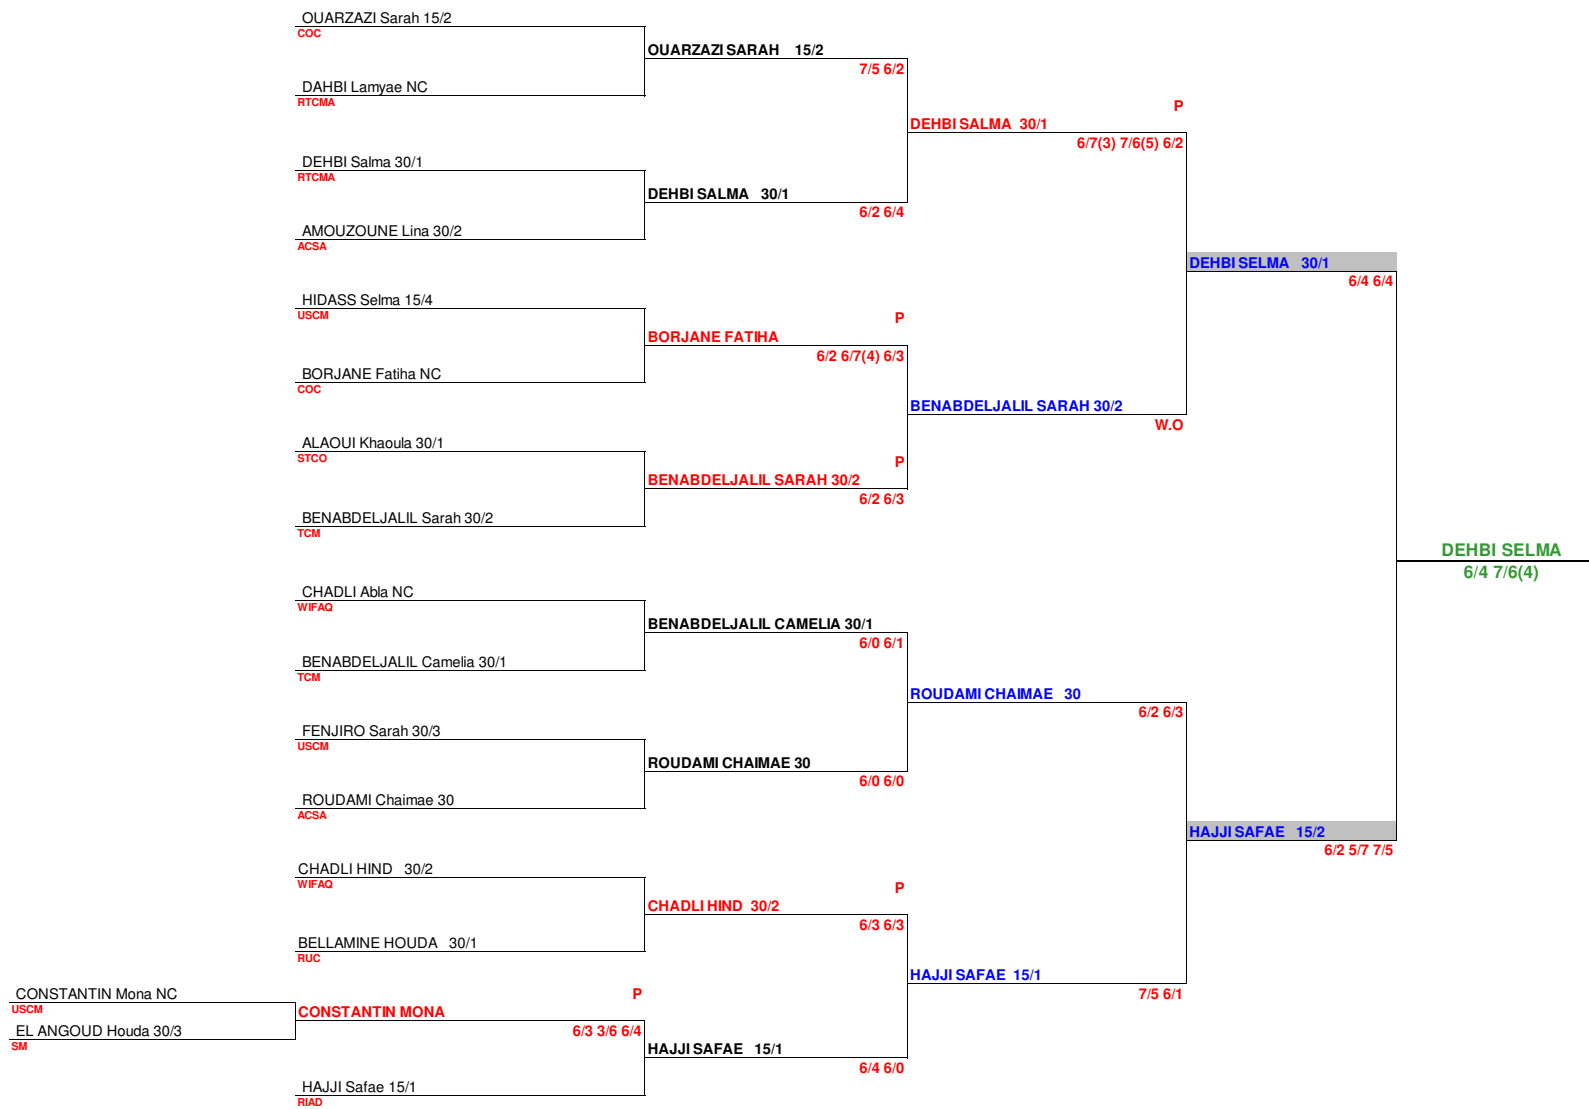 OUARZAZI Sarah 15/2
COC
OUARZAZI SARAH 15/2
7/5 6/2
DAHBI Lamyae NC
RTCMA
P
DEHBI SALMA 30/1
6/7(3) 7/6(5) 6/2
DEHBI Salma 30/1
RTCMA
DEHBI SALMA 30/1
6/2 6/4
AMOUZOUNE Lina 30/2
ACSA
DEHBI SELMA 30/1
6/4 6/4
HIDASS Selma 15/4
USCM
P
BORJANE FATIHA
6/2 6/7(4) 6/3
BORJANE Fatiha NC
COC
BENABDELJALIL SARAH 30/2
W.O
ALAOUI Khaoula 30/1
STCO
P
BENABDELJALIL SARAH 30/2
6/2 6/3
BENABDELJALIL Sarah 30/2
TCM
DEHBI SELMA
6/4 7/6(4)
CHADLI Abla NC
WIFAQ
BENABDELJALIL CAMELIA 30/1
6/0 6/1
BENABDELJALIL Camelia 30/1
TCM
ROUDAMI CHAIMAE 30
6/2 6/3
FENJIRO Sarah 30/3
USCM
ROUDAMI CHAIMAE 30
6/0 6/0
ROUDAMI Chaimae 30
ACSA
HAJJI SAFAE 15/2
6/2 5/7 7/5
CHADLI HIND 30/2
WIFAQ
P
CHADLI HIND 30/2
6/3 6/3
BELLAMINE HOUDA 30/1
RUC
HAJJI SAFAE 15/1
7/5 6/1
CONSTANTIN Mona NC
USCM
P
CONSTANTIN MONA
6/3 3/6 6/4
EL ANGOUD Houda 30/3
SM
HAJJI SAFAE 15/1
6/4 6/0
HAJJI Safae 15/1
RIAD